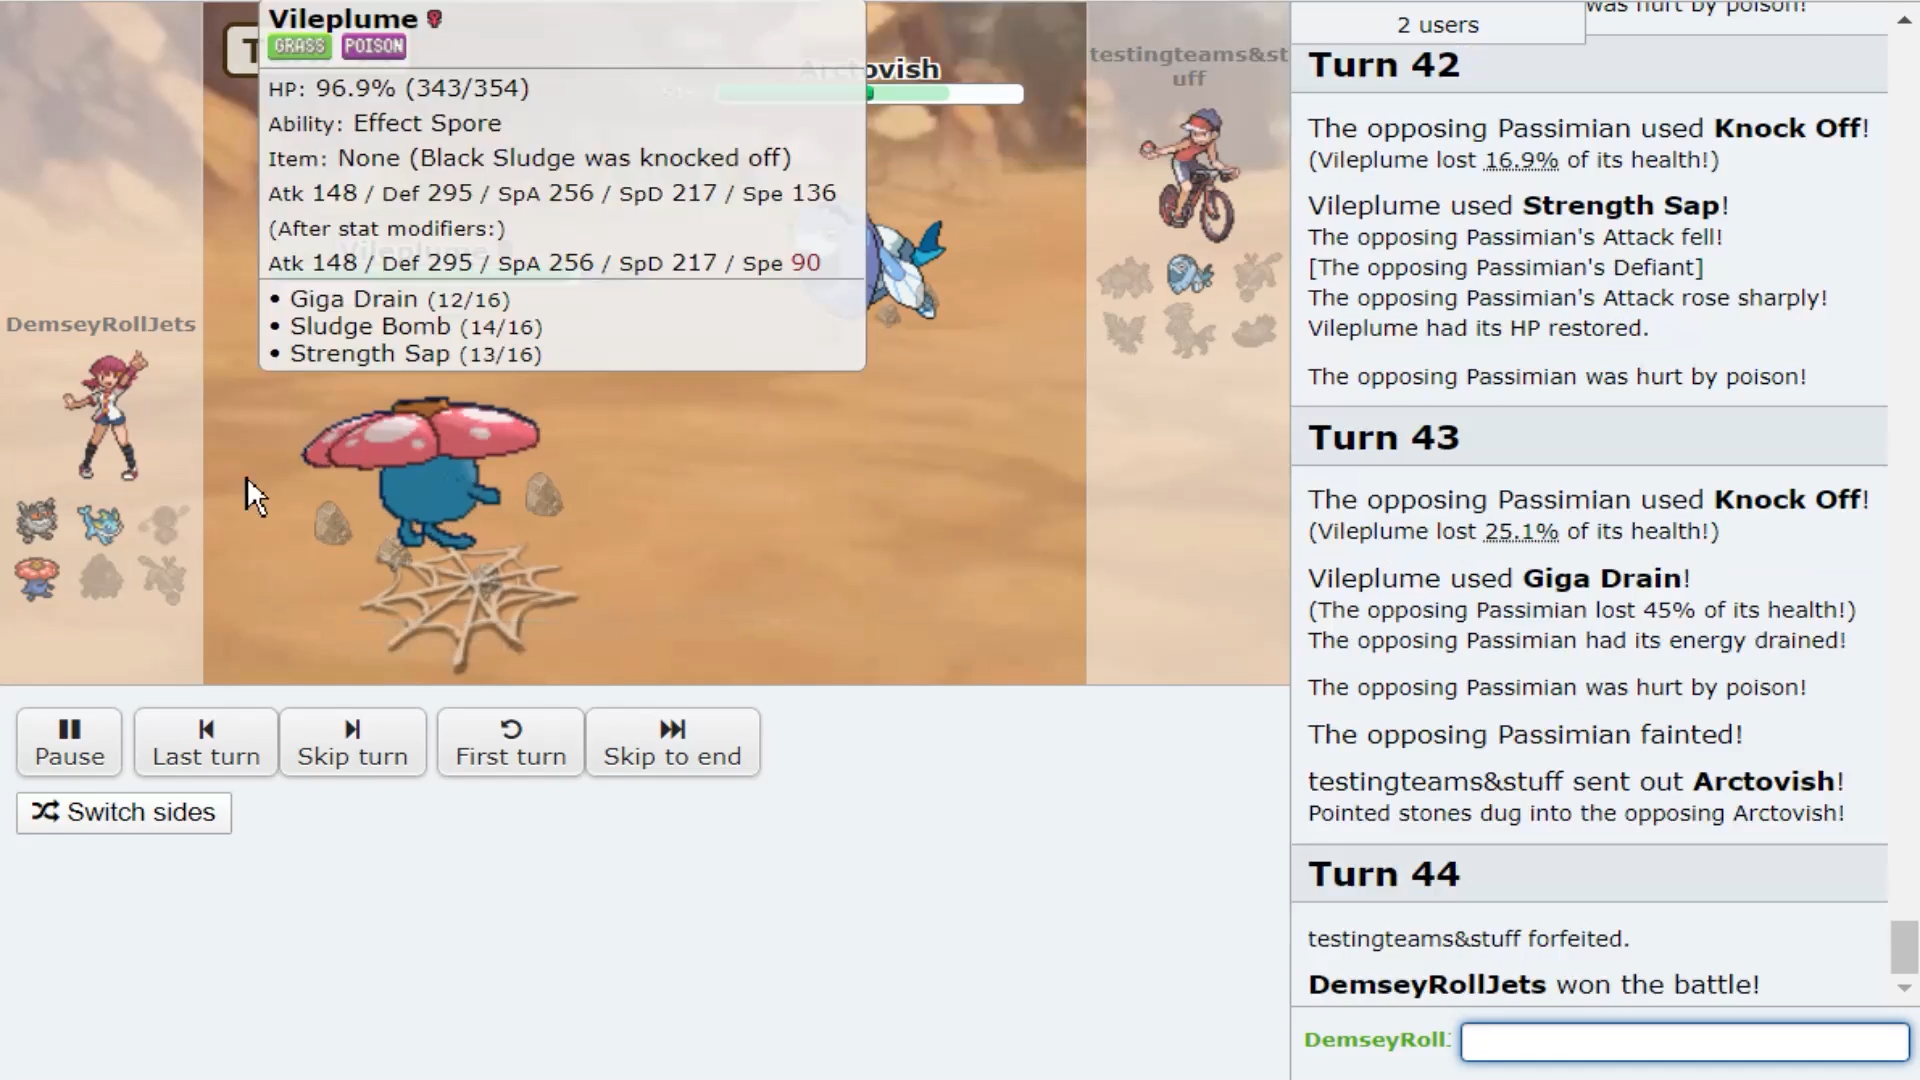 Vileplume
GRASS POISON
HP: 96.9% (343/354)
Ability: Effect Spore
Item: None (Black Sludge was knocked off)
Atk 148 / Def 295 / SpA 256 / SpD 217 / Spe 136
(After stat modifiers:)
Atk 148 / Def 295 / SpA 256 / SpD 217 / Spe 90
• Giga Drain (12/16)
• Sludge Bomb (14/16)
• Strength Sap (13/16)
DemseyRollJets
testingteams&st
uff
Pause
Last turn
Skip turn
First turn
Skip to end
Switch sides
2 users
was hurt by poison!
Turn 42
The opposing Passimian used Knock Off!
(Vileplume lost 16.9% of its health!)
Vileplume used Strength Sap!
The opposing Passimian's Attack fell!
[The opposing Passimian's Defiant]
The opposing Passimian's Attack rose sharply!
Vileplume had its HP restored.
The opposing Passimian was hurt by poison!
Turn 43
The opposing Passimian used Knock Off!
(Vileplume lost 25.1% of its health!)
Vileplume used Giga Drain!
(The opposing Passimian lost 45% of its health!)
The opposing Passimian had its energy drained!
The opposing Passimian was hurt by poison!
The opposing Passimian fainted!
testingteams&stuff sent out Arctovish!
Pointed stones dug into the opposing Arctovish!
Turn 44
testingteams&stuff forfeited.
DemseyRollJets won the battle!
DemseyRoll